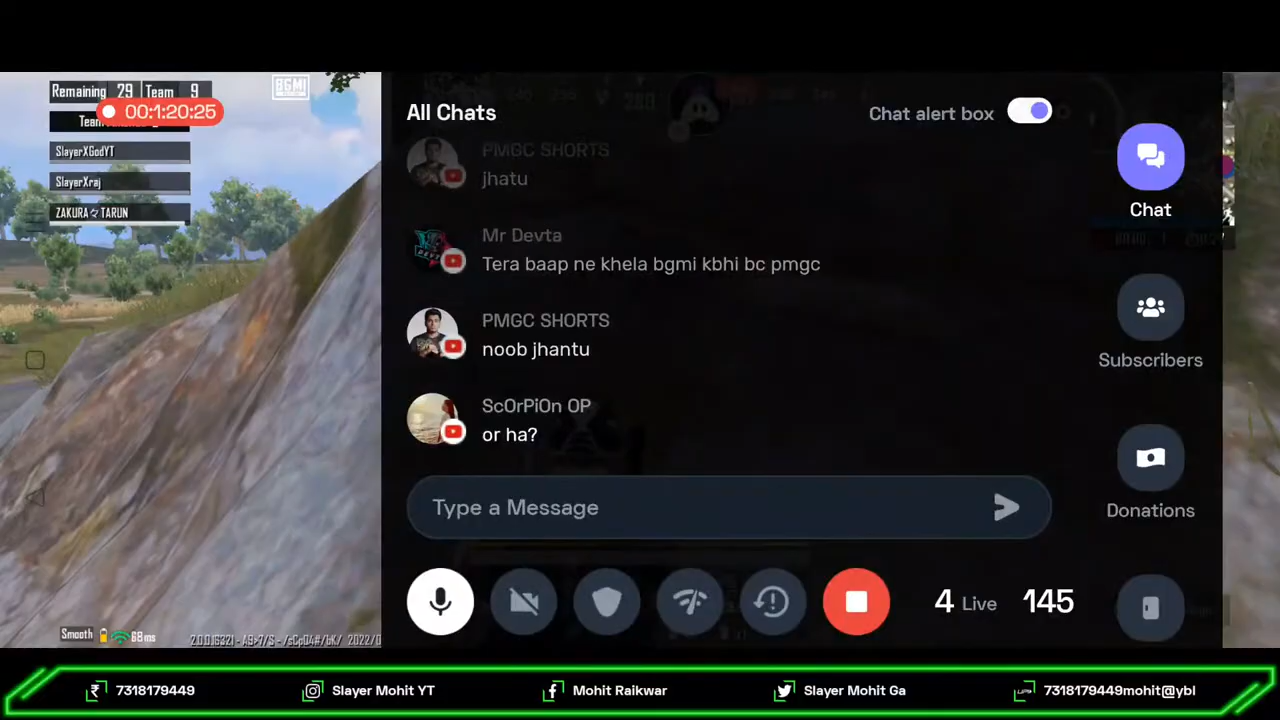 Remaining 29 Team 9
BGMI
00:1:20:25
SlayerXGodYT
SlayerXraj
ZAKURA々TARUN
All Chats
Chat alert box
PMGC SHORTS
jhatu
Mr Devta
Tera baap ne khela bgmi kbhi bc pmgc
PMGC SHORTS
noob jhantu
ScOrPiOn OP
or ha?
Type a Message
Chat
Subscribers
Donations
4 Live 145
Smooth 68 ms
7318179449
Slayer Mohit YT
Mohit Raikwar
Slayer Mohit Ga
7318179449mohit@ybl